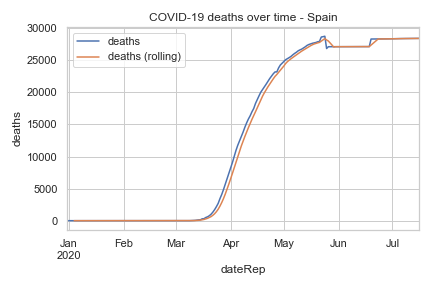 COVID-19 deaths over time - Spain
30000
25000
20000
15000
10000
5000
0
deaths
deaths
deaths (rolling)
Jan
2020
Feb
Mar
Apr
May
Jun
Jul
dateRep